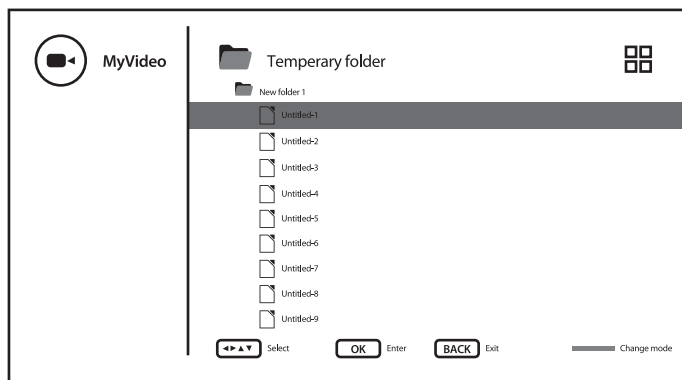 MyVideo
Temperary folder
New folder 1
Untitled-1
Untitled-2
Untitled-3
Untitled-4
Untitled-5
Untitled-6
Untitled-7
Untitled-8
Untitled-9
Select OK Enter BACK Exit Change mode